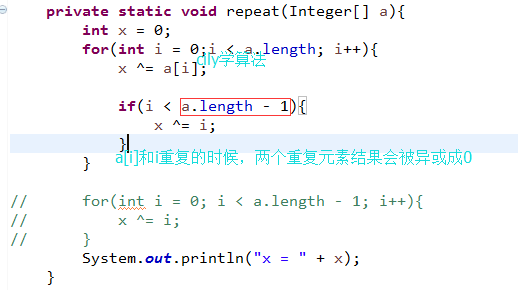 private static void repeat(Integer[] a){
int x = 0;
for(int i = 0;i < a.length; i++){
dly学算法
x ^= a[i];
if(i < a.length - 1){
x ^= i;
}
a[i]和i重复的时候，两个重复元素结果会被异或成0
}
// for(int i = 0; i < a.length - 1; i++){
// x ^= i;
// }
System.out.println("x = " + x);
}